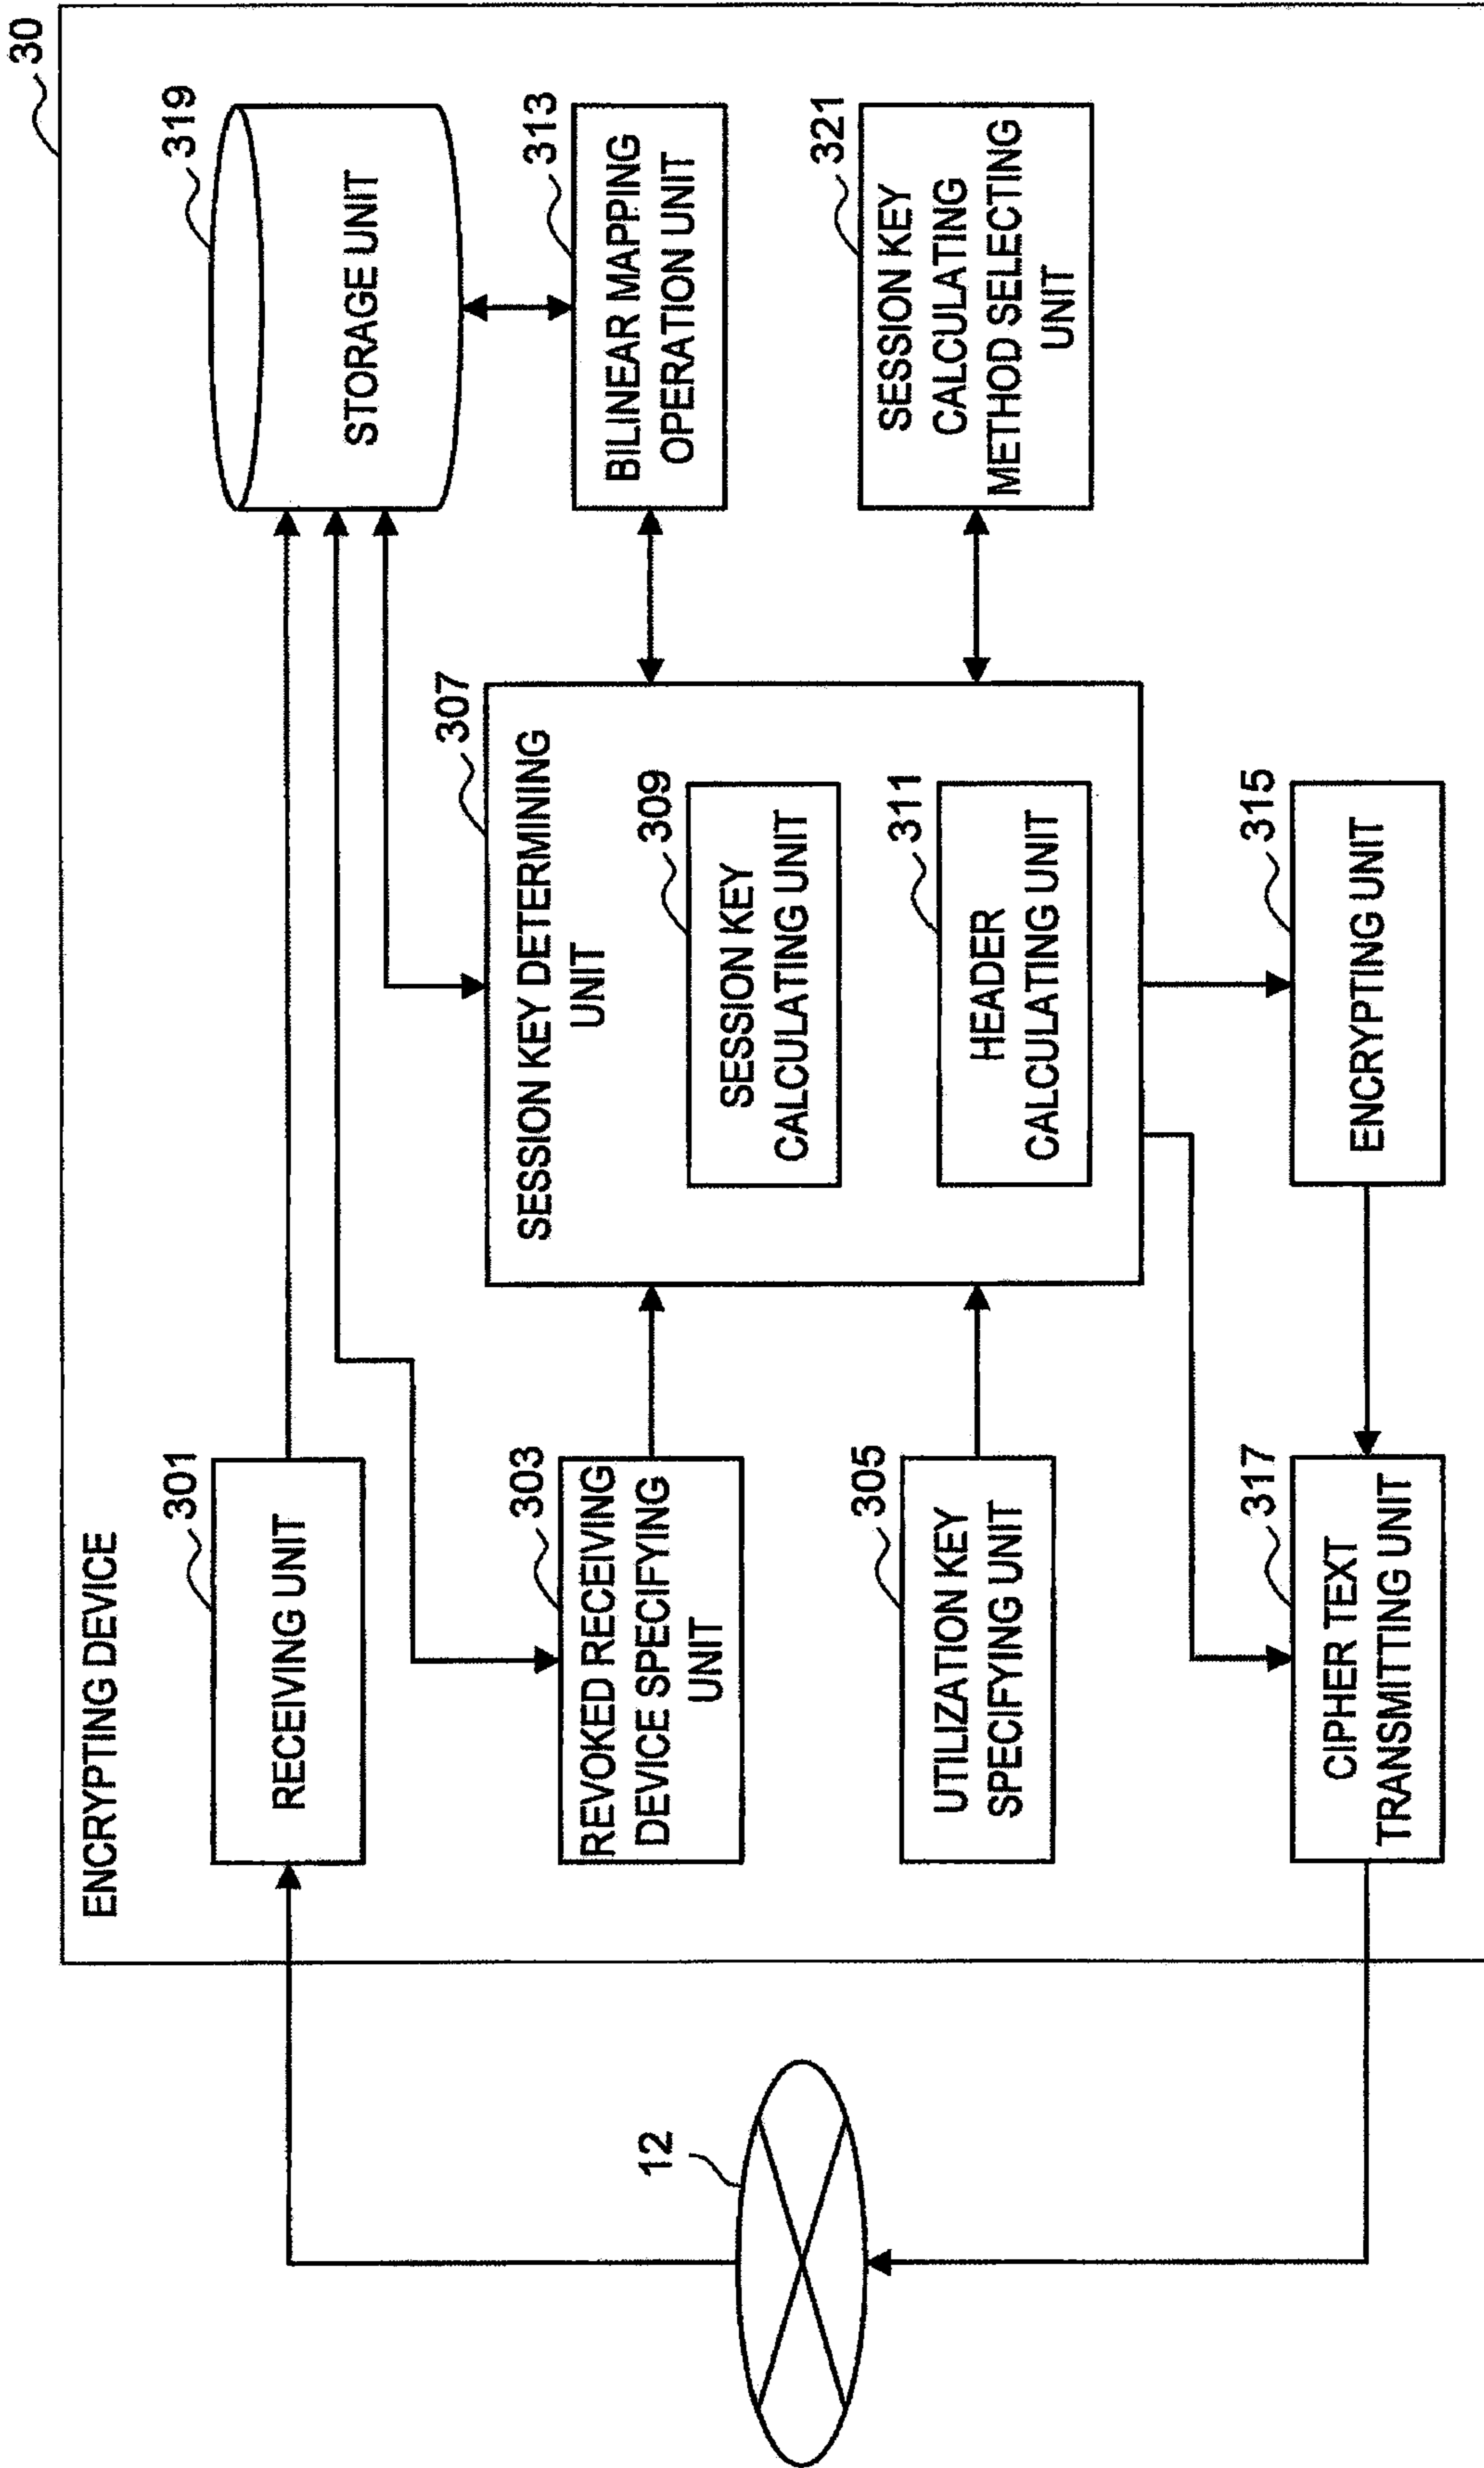 30
ENCRYPTING DEVICE
301
RECEIVING UNIT
319
STORAGE UNIT
303
REVOKED RECEIVING
DEVICE SPECIFYING
UNIT
307
SESSION KEY DETERMINING
UNIT
313
BILINEAR MAPPING
OPERATION UNIT
309
SESSION KEY
CALCULATING UNIT
12
305
UTILIZATION KEY
SPECIFYING UNIT
311
HEADER
CALCULATING UNIT
321
SESSION KEY
CALCULATING
METHOD SELECTING
UNIT
317
CIPHER TEXT
TRANSMITTING UNIT
315
ENCRYPTING UNIT